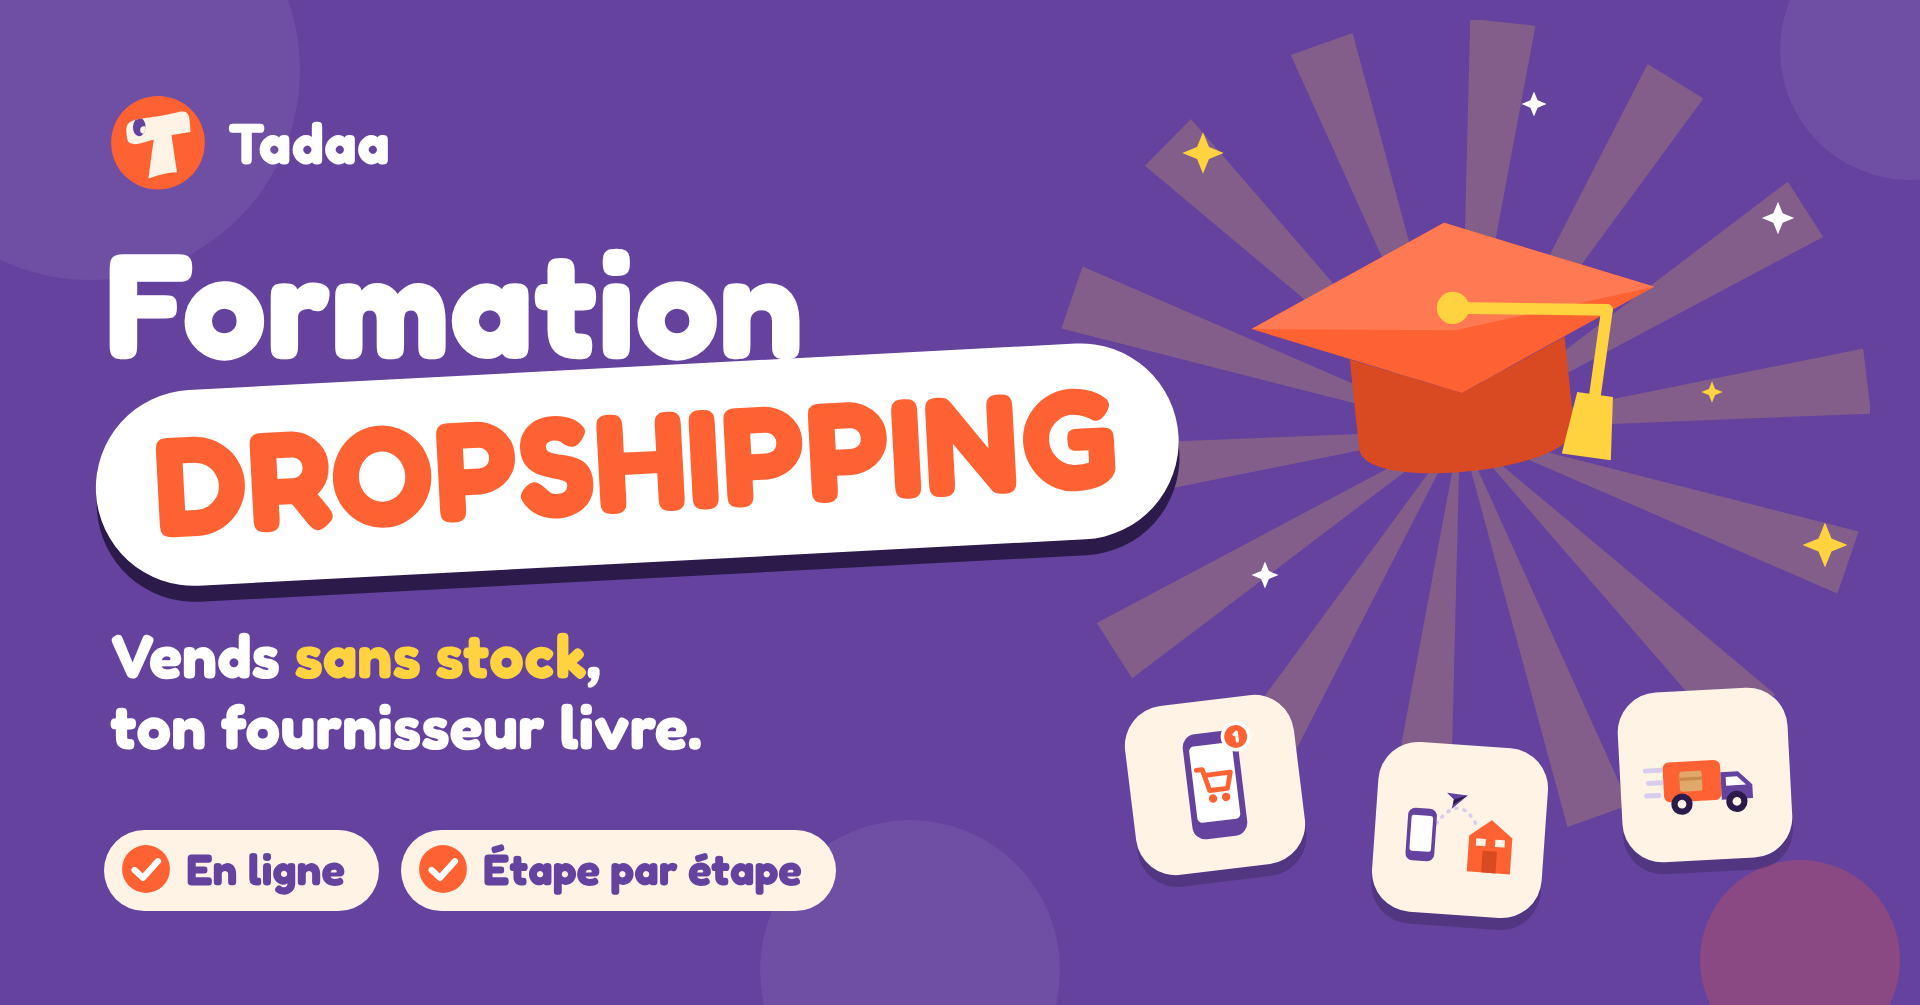 Tadaa
Formation
DROPSHIPPING
Vends sans stock,
ton fournisseur livre.
En ligne
Étape par étape
1